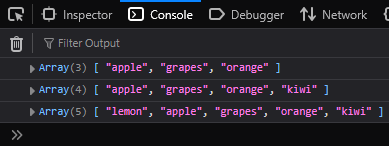 Inspector Console Debugger Network
Filter Output
Array(3) [ "apple", "grapes", "orange" ]
Array(4) [ "apple", "grapes", "orange", "kiwi" ]
Array(5) [ "lemon", "apple", "grapes", "orange", "kiwi" ]